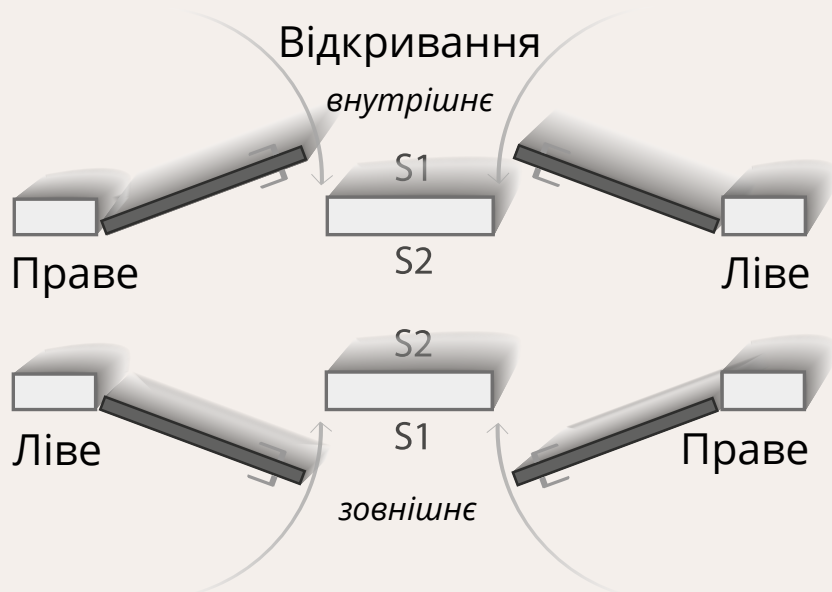 Відкривання
внутрішнє
S1
S2
Праве
Ліве
S2
S1
Ліве
Праве
зовнішнє